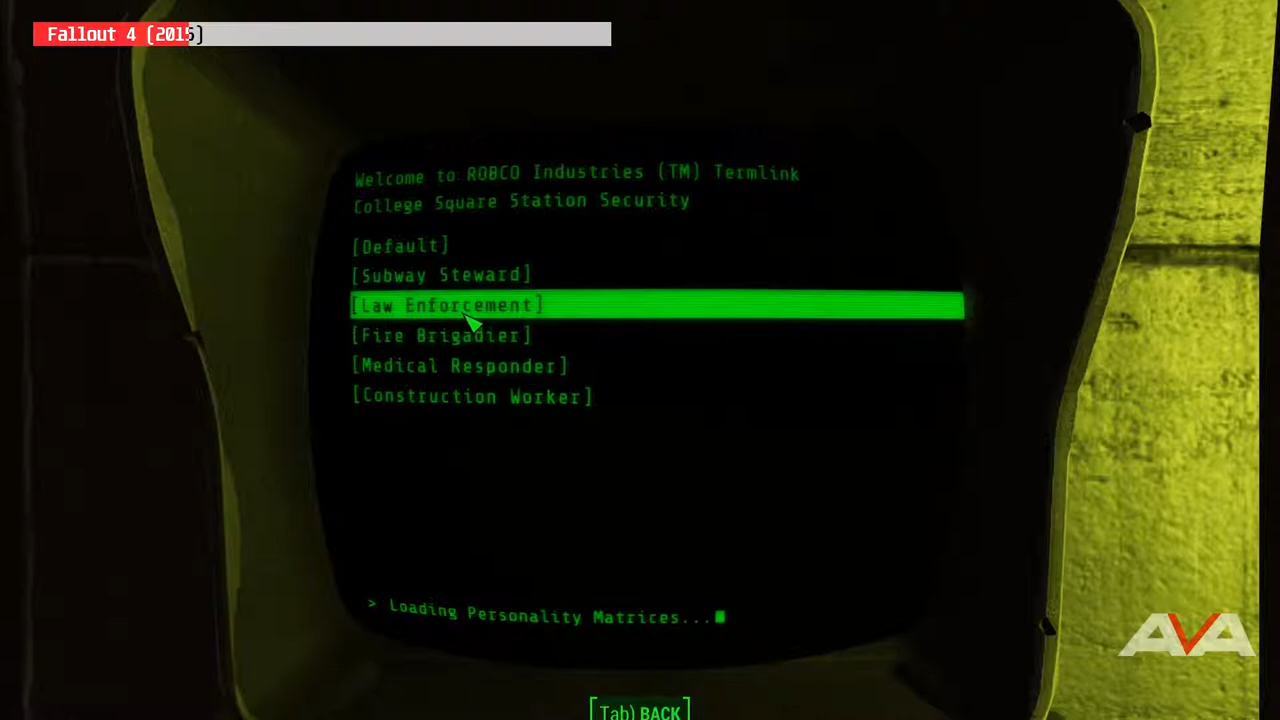 Fallout 4 (2015)
Welcome to ROBCO Industries (TM) Termlink
College Square Station Security
[Default]
[Subway Steward]
[Law Enforcement]
[Fire Brigadier]
[Medical Responder]
[Construction Worker]
> Loading Personality Matrices...
AVA
[Tab) BACK]